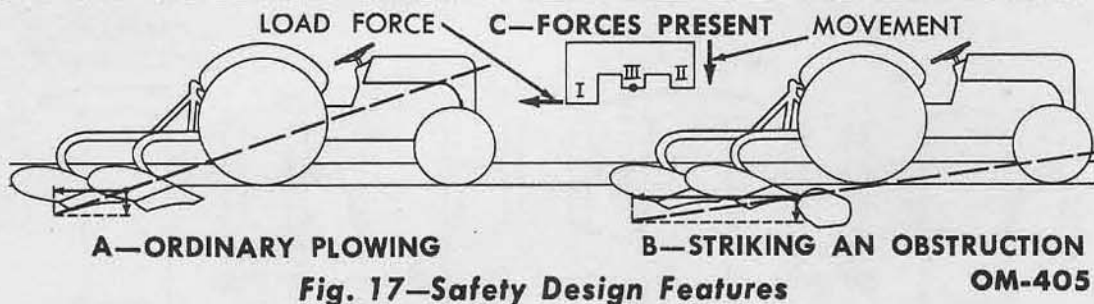 LOAD FORCE C—FORCES PRESENT MOVEMENT
I III II
A—ORDINARY PLOWING B—STRIKING AN OBSTRUCTION
Fig. 17—Safety Design Features OM-405